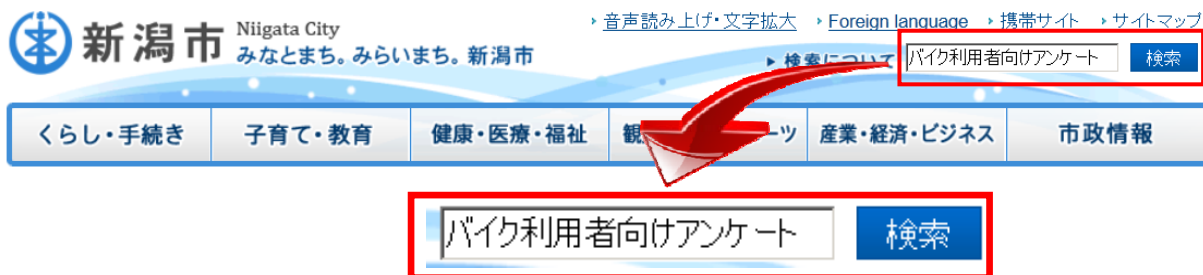 新潟市 Niigata City
みなとまち。みらいまち。新潟市
音声読み上げ・文字拡大 Foreign language 携帯サイト サイトマップ
検索について バイク利用者向けアンケート 検索
くらし・手続き 子育て・教育 健康・医療・福祉 観 ーツ 産業・経済・ビジネス 市政情報
バイク利用者向けアンケート 検索